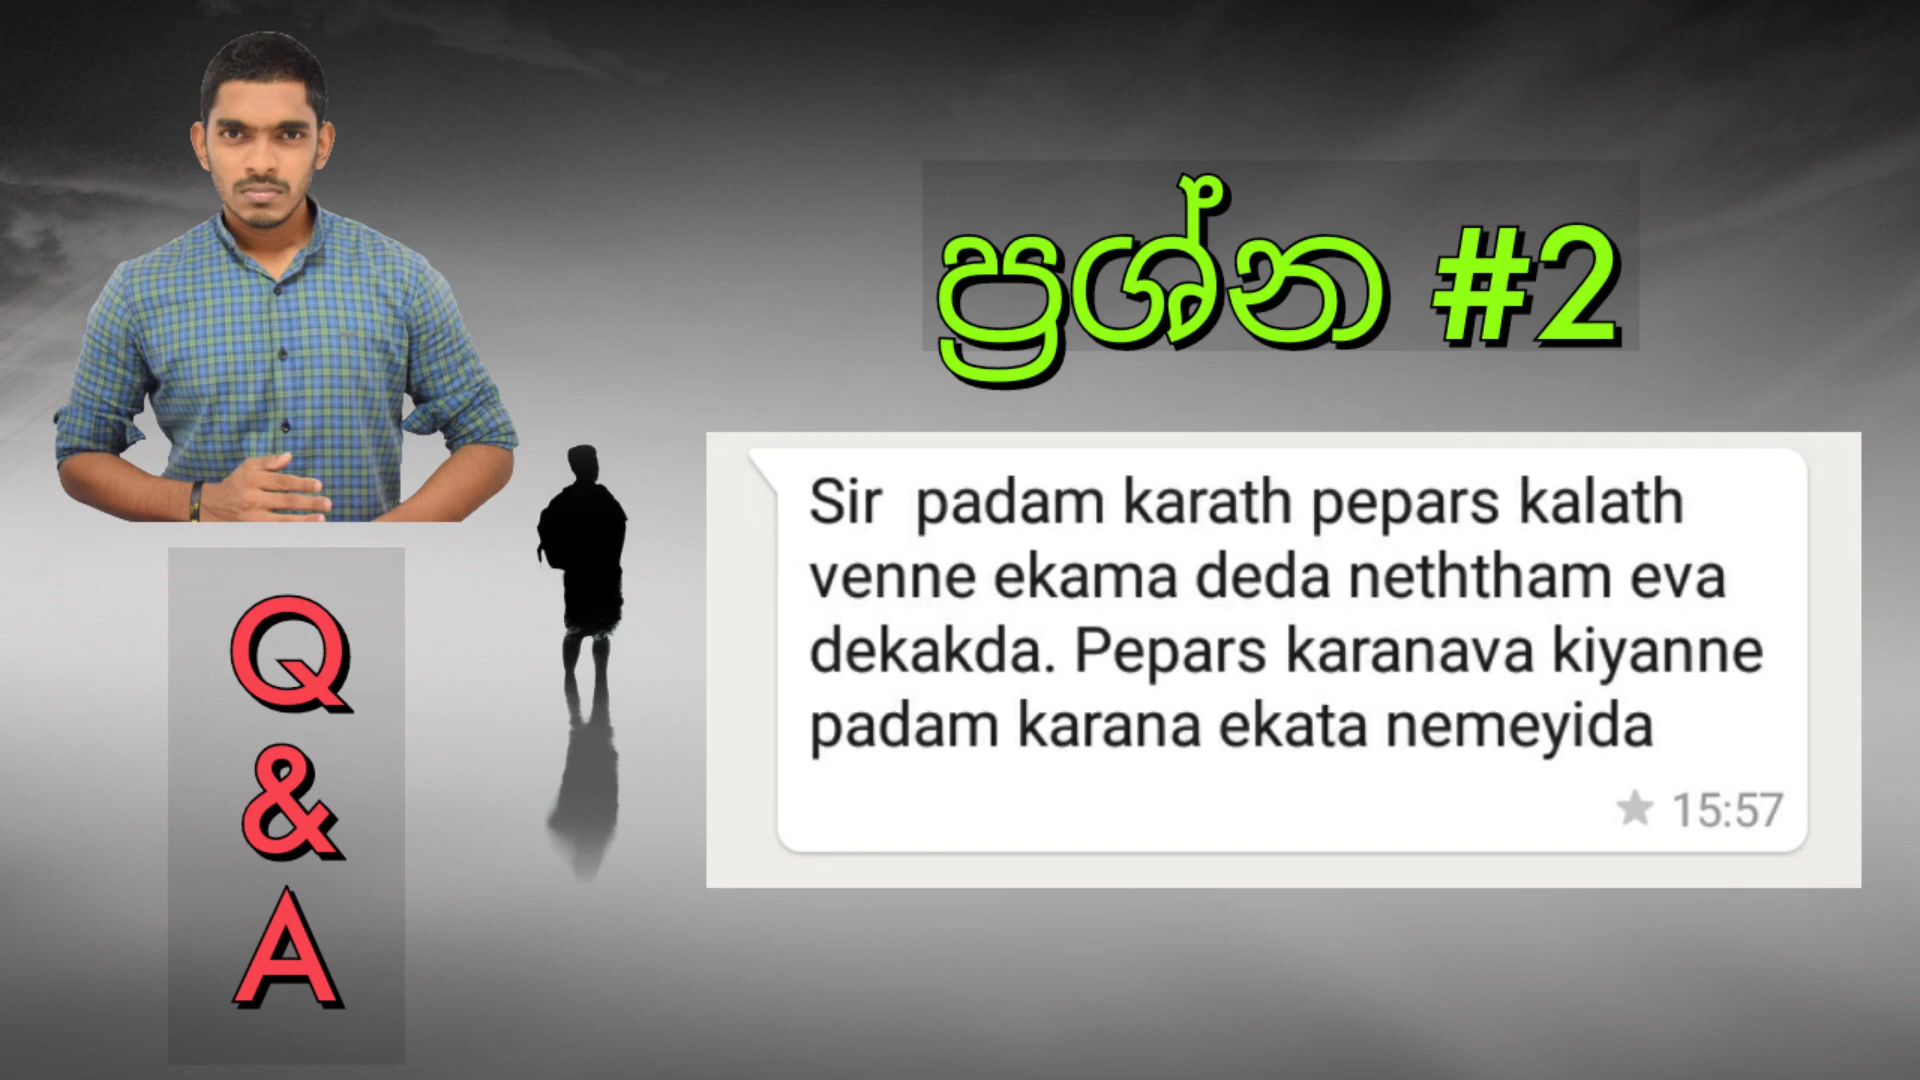 ප්‍රශ්න #2
Sir padam karath pepars kalath
venne ekama deda neththam eva
dekakda. Pepars karanava kiyanne
padam karana ekata nemeyida
15:57
Q
&
A